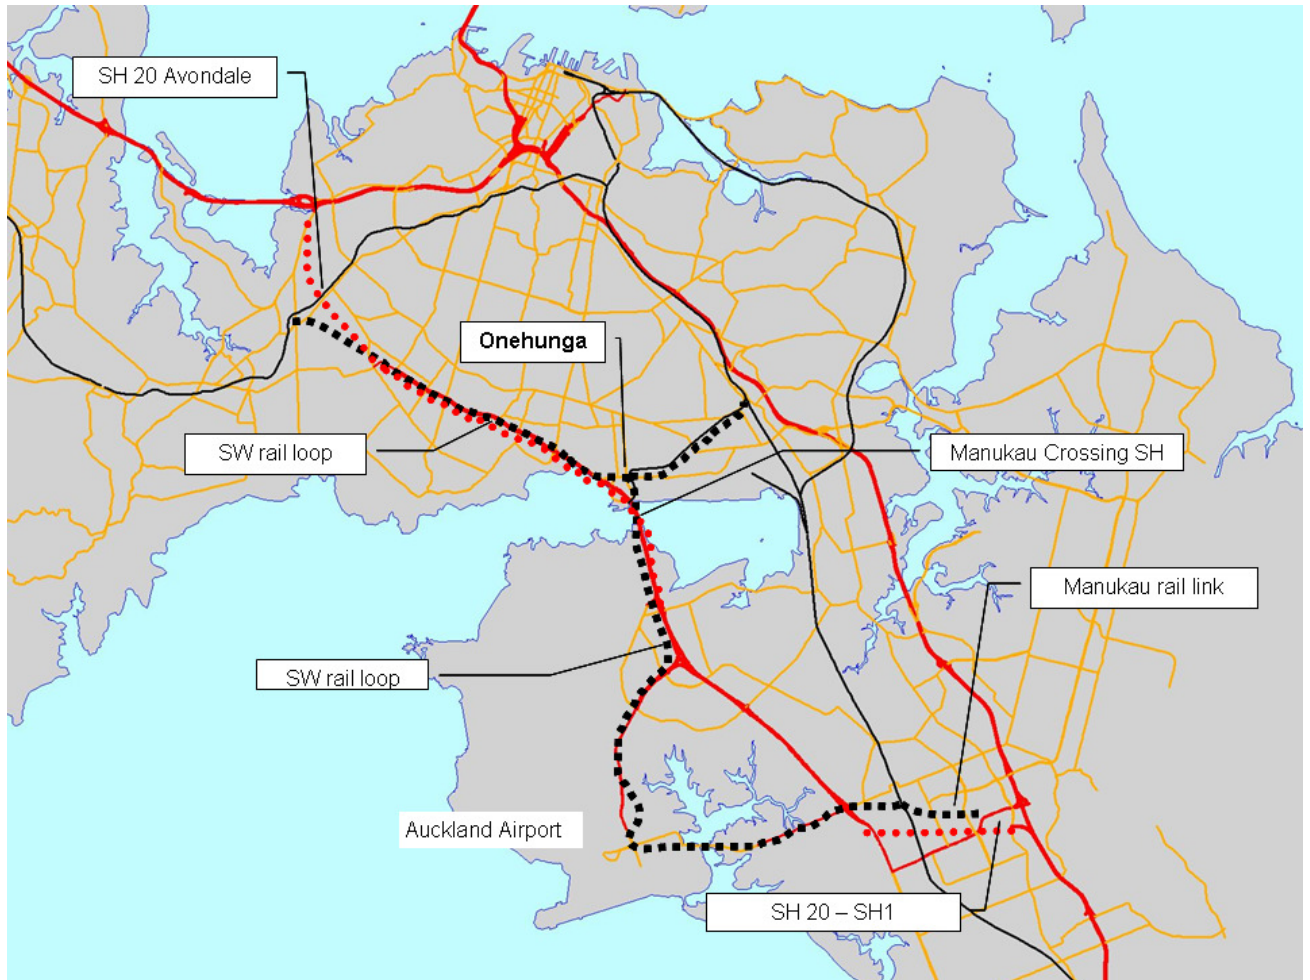 SH 20 Avondale
Onehunga
SW rail loop
Manukau Crossing SH
Manukau rail link
SW rail loop
Auckland Airport
SH 20 – SH1